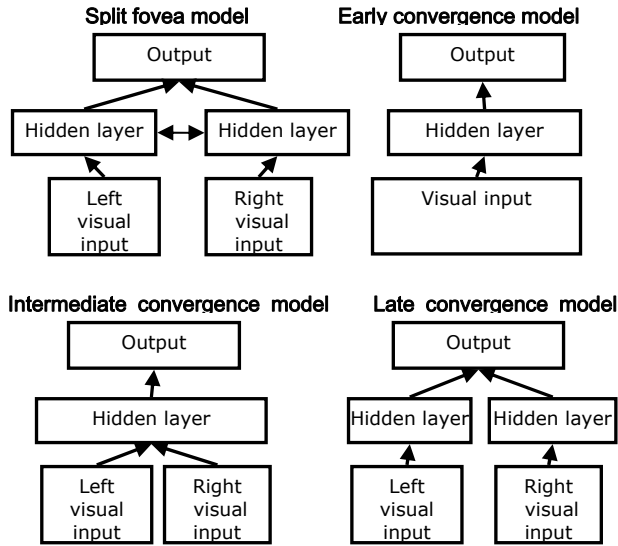 Split fovea model
Output
Hidden layer
Hidden layer
Left
visual
input
Right
visual
input
Early convergence model
Output
Hidden layer
Visual input
Intermediate convergence model
Output
Hidden layer
Left
visual
input
Right
visual
input
Late convergence model
Output
Hidden layer
Hidden layer
Left
visual
input
Right
visual
input